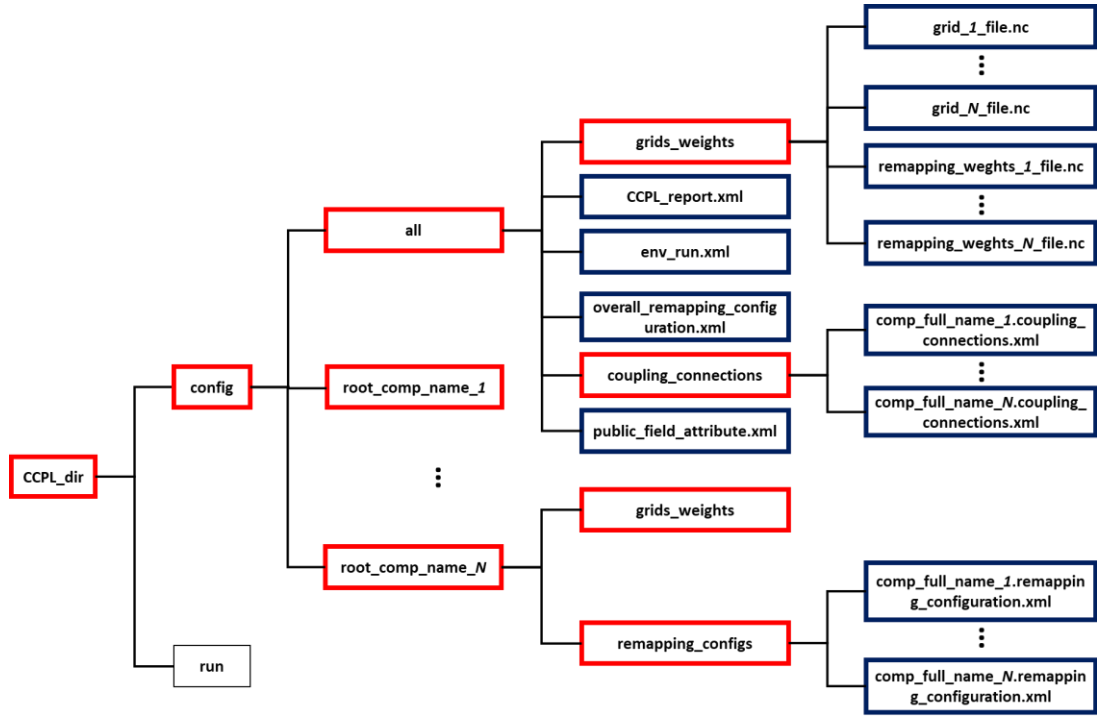 grid_1_file.nc
grid_N_file.nc
grids_weights
remapping_weghts_1_file.nc
CCPL_report.xml
all
remapping_weghts_N_file.nc
env_run.xml
overall_remapping_config
uration.xml
comp_full_name_1.coupling_
connections.xml
config
root_comp_name_1
coupling_connections
comp_full_name_N.coupling_
connections.xml
public_field_attribute.xml
CCPL_dir
grids_weights
root_comp_name_N
comp_full_name_1.remappin
g_configuration.xml
remapping_configs
run
comp_full_name_N.remappin
g_configuration.xml